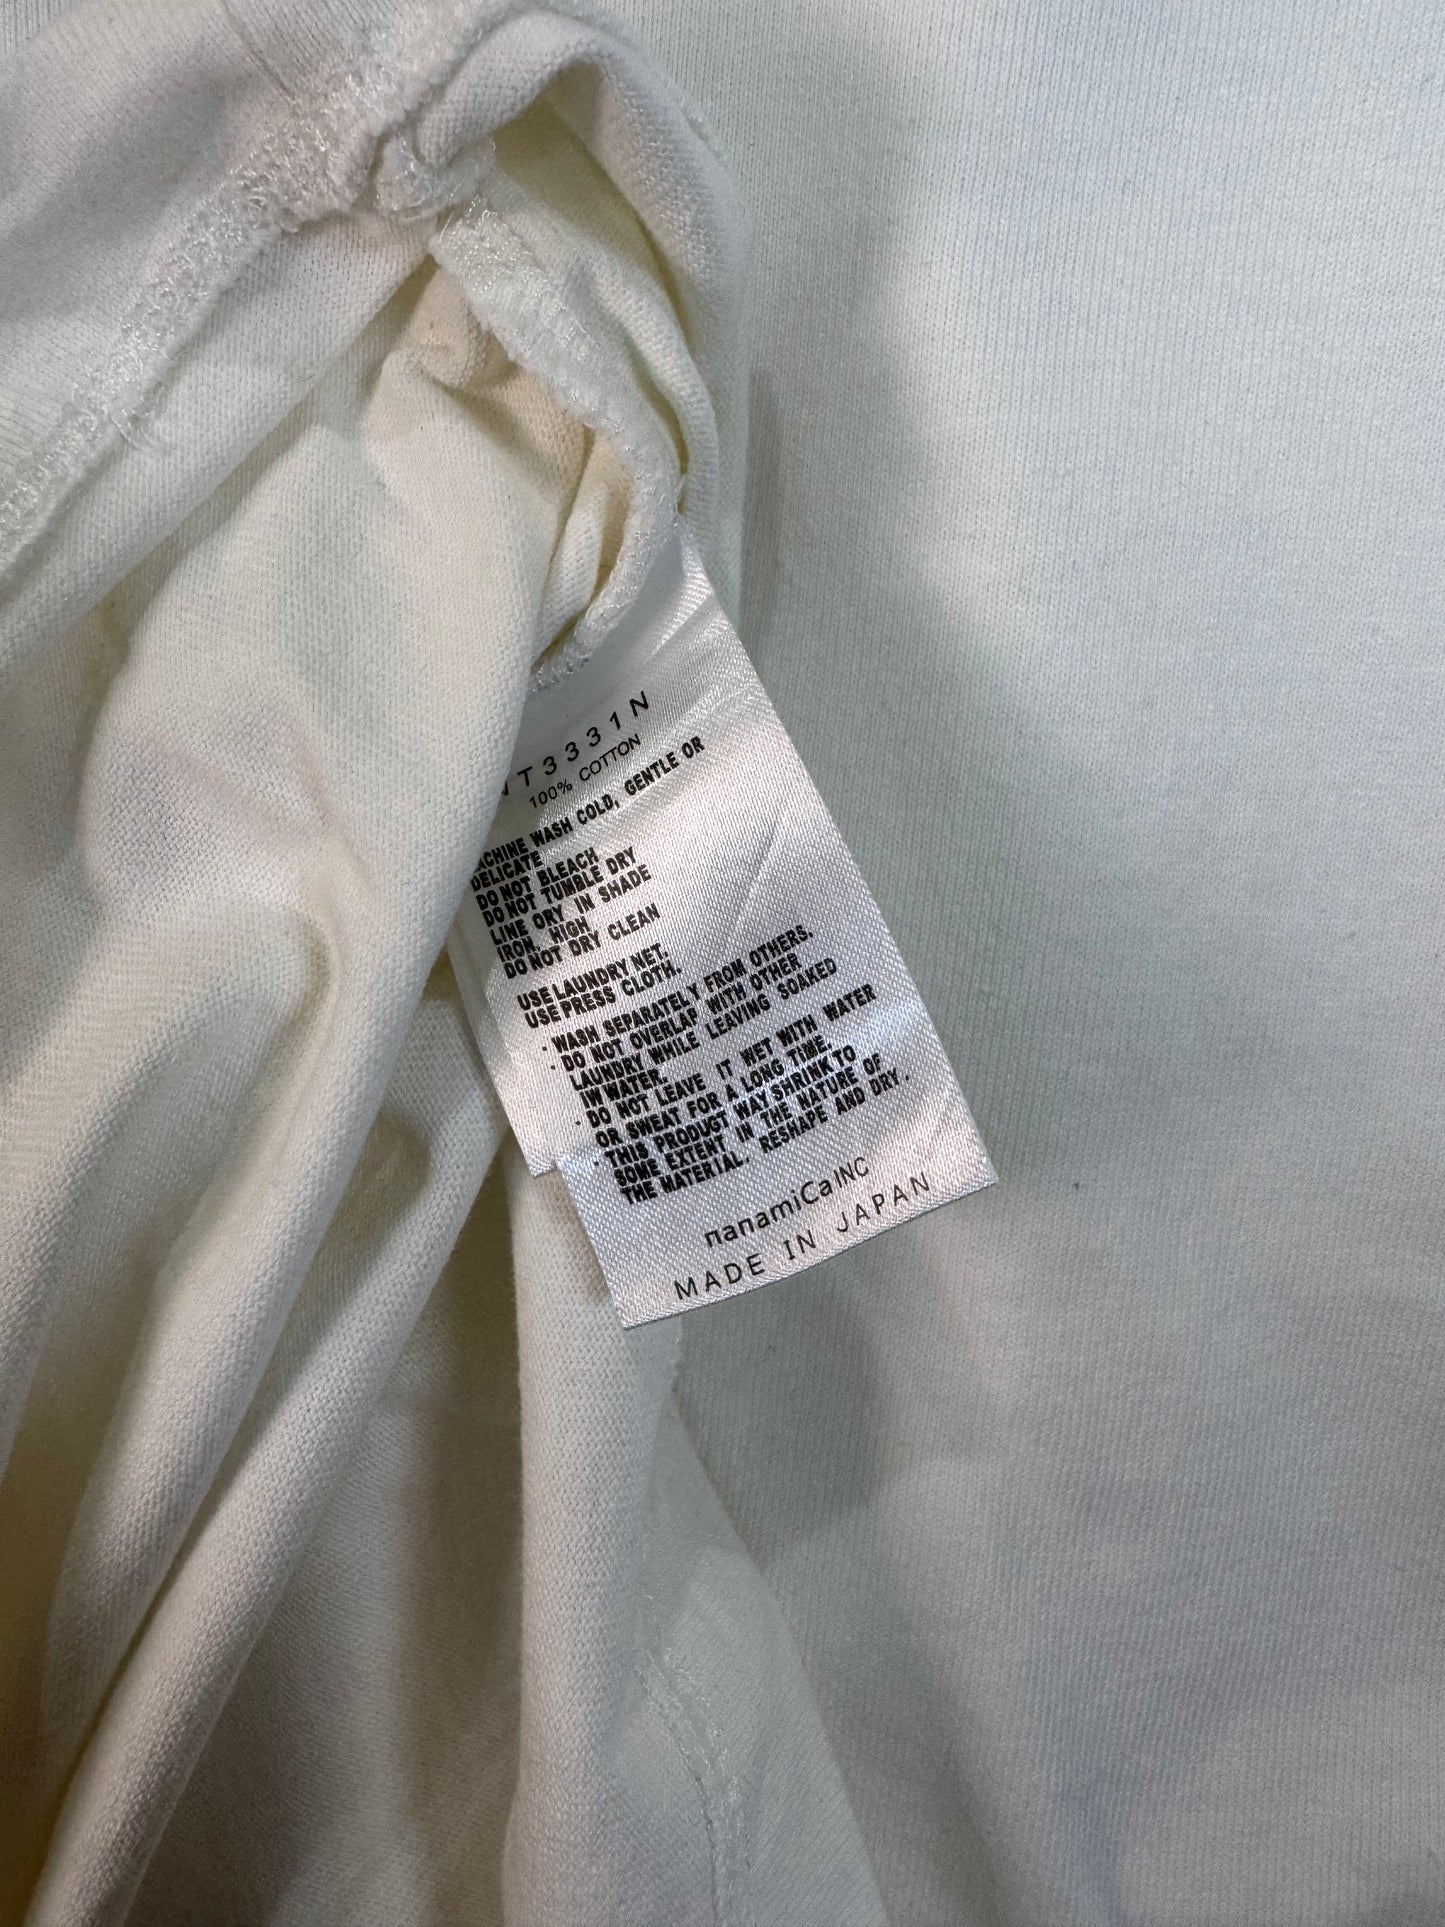 T3331N
100% COTTON
ACHINE WASH COLD, GENTLE OR
DELICATE
DO NOT BLEACH
DO NOT TUMBLE DRY
LINE DRY IN SHADE
IRON, HIGH
DO NOT DRY CLEAN
USE LAUNDRY NET.
USE PRESS CLOTH.
· WASH SEPARATELY FROM OTHERS.
· DO NOT OVERLAP WITH OTHER
LAUNDRY WHILE LEAVING SOAKED
IN WATER.
· DO NOT LEAVE IT WET WITH WATER
OR SWEAT FOR A LONG TIME.
· THIS PRODUCT WAY SHRINK TO
SOME EXTENT IN THE NATURE OF
THE MATERIAL. RESHAPE AND DRY.
nanamiCa INC
MADE IN JAPAN